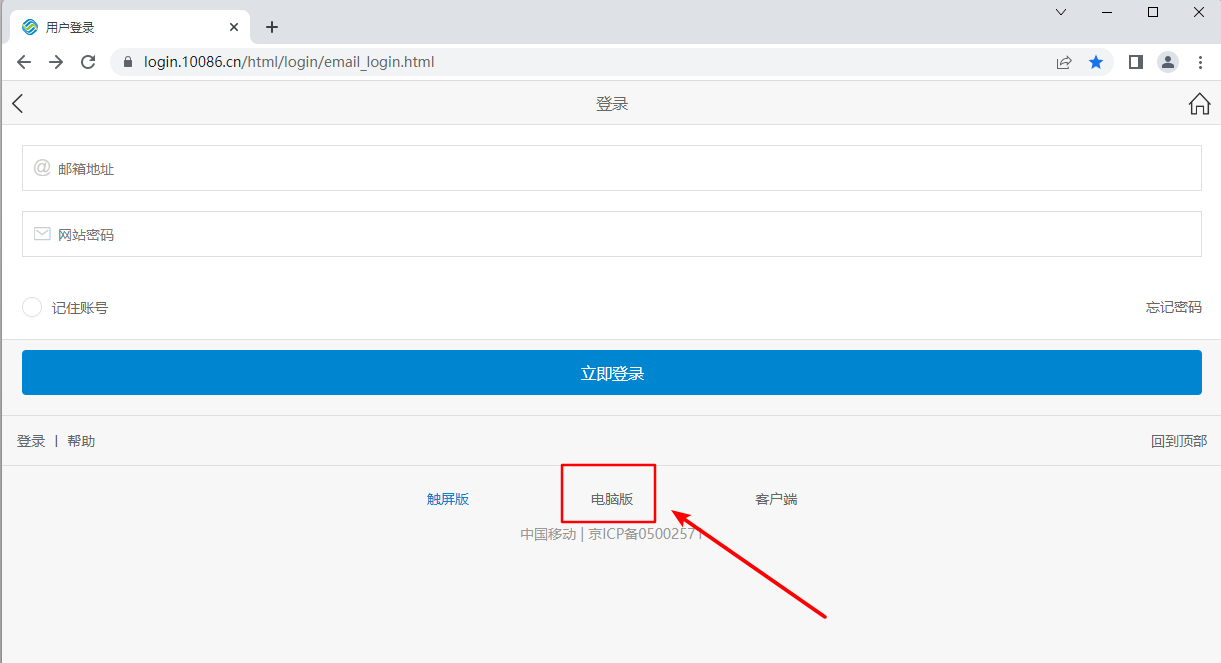 用户登录
login.10086.cn/html/login/email_login.html
登录
@ 邮箱地址
网站密码
记住账号 忘记密码
立即登录
登录 | 帮助 回到顶部
触屏版 电脑版 客户端
中国移动 | 京ICP备0500257